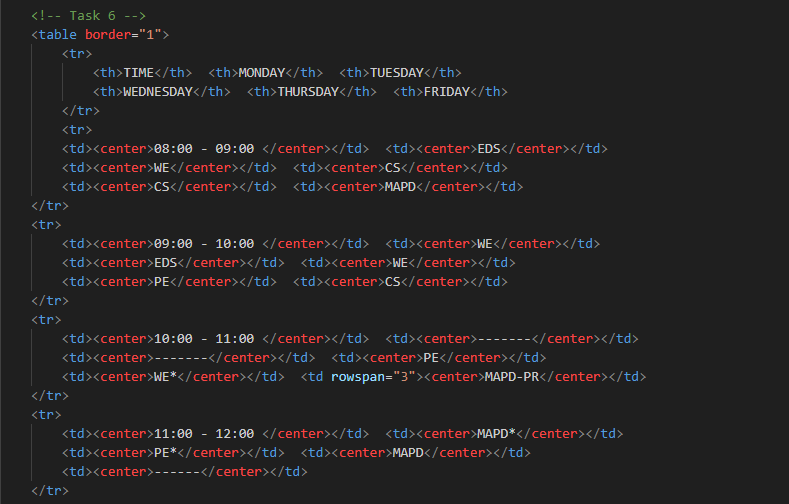 <!-- Task 6 -->
<table border="1">
<tr>
<th>TIME</th>  <th>MONDAY</th>  <th>TUESDAY</th>
<th>WEDNESDAY</th>  <th>THURSDAY</th>  <th>FRIDAY</th>
</tr>
<tr>
<td><center>08:00 - 09:00 </center></td>  <td><center>EDS</center></td>
<td><center>WE</center></td>  <td><center>CS</center></td>
<td><center>CS</center></td>  <td><center>MAPD</center></td>
</tr>
<tr>
<td><center>09:00 - 10:00 </center></td>  <td><center>WE</center></td>
<td><center>EDS</center></td>  <td><center>WE</center></td>
<td><center>PE</center></td>  <td><center>CS</center></td>
</tr>
<tr>
<td><center>10:00 - 11:00 </center></td>  <td><center>-------</center></td>
<td><center>-------</center></td>  <td><center>PE</center></td>
<td><center>WE*</center></td>  <td rowspan="3"><center>MAPD-PR</center></td>
</tr>
<tr>
<td><center>11:00 - 12:00 </center></td>  <td><center>MAPD*</center></td>
<td><center>PE*</center></td>  <td><center>MAPD</center></td>
<td><center>------</center></td>
</tr>